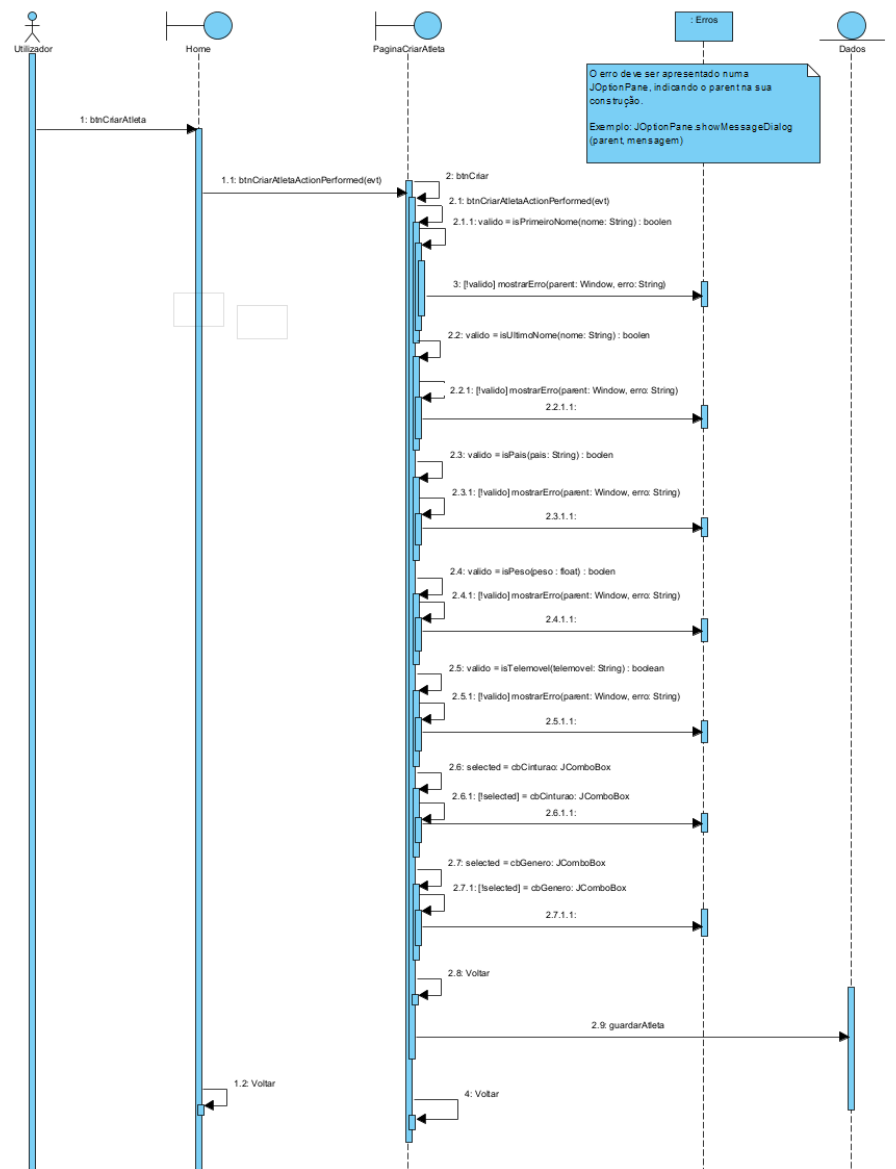 : Erros
Utilizador
Home
PaginaCriarAtleta
Dados
O erro deve ser apresentado numa
JOptionPane, indicando o parent na sua
construção.
Exemplo: JOptionPane.showMessageDialog
(parent, mensagem)
1: btnCriarAtleta
1.1: btnCriarAtletaActionPerformed(evt)
2: btnCriar
2.1: btnCriarAtletaActionPerformed(evt)
2.1.1: valido = isPrimeiroNome(nome: String) : boolen
3: [!valido] mostrarErro(parent: Window, erro: String)
2.2: valido = isUltimoNome(nome: String) : boolen
2.2.1: [!valido] mostrarErro(parent: Window, erro: String)
2.2.1.1:
2.3: valido = isPais(pais: String) : boolen
2.3.1: [!valido] mostrarErro(parent: Window, erro: String)
2.3.1.1:
2.4: valido = isPeso(peso : float) : boolen
2.4.1: [!valido] mostrarErro(parent: Window, erro: String)
2.4.1.1:
2.5: valido = isTelemovel(telemovel: String) : boolean
2.5.1: [!valido] mostrarErro(parent: Window, erro: String)
2.5.1.1:
2.6: selected = cbCinturao: JComboBox
2.6.1: [!selected] = cbCinturao: JComboBox
2.6.1.1:
2.7: selected = cbGenero: JComboBox
2.7.1: [!selected] = cbGenero: JComboBox
2.7.1.1:
2.8: Voltar
2.9: guardarAtleta
1.2: Voltar
4: Voltar